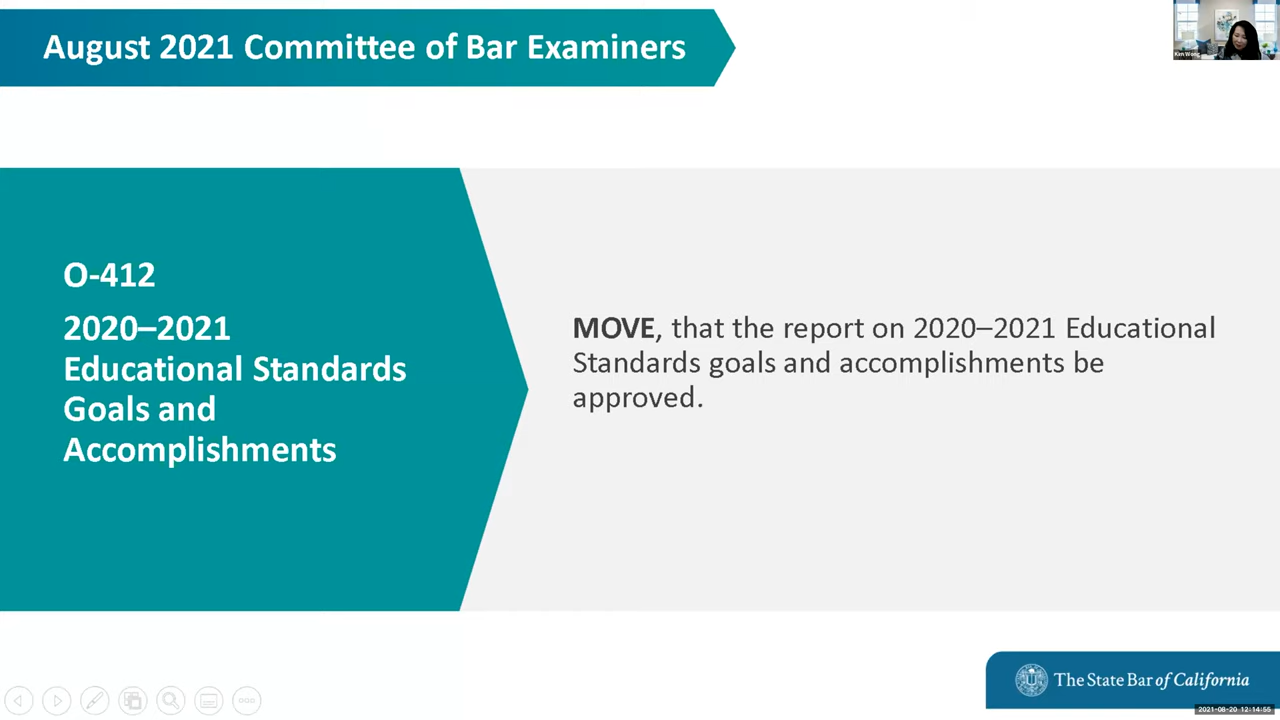 August 2021 Committee of Bar Examiners
Kim Wong
O-412
2020–2021
Educational Standards
Goals and
Accomplishments
MOVE, that the report on 2020–2021 Educational
Standards goals and accomplishments be
approved.
The State Bar of California
2021-08-20 12:14:55